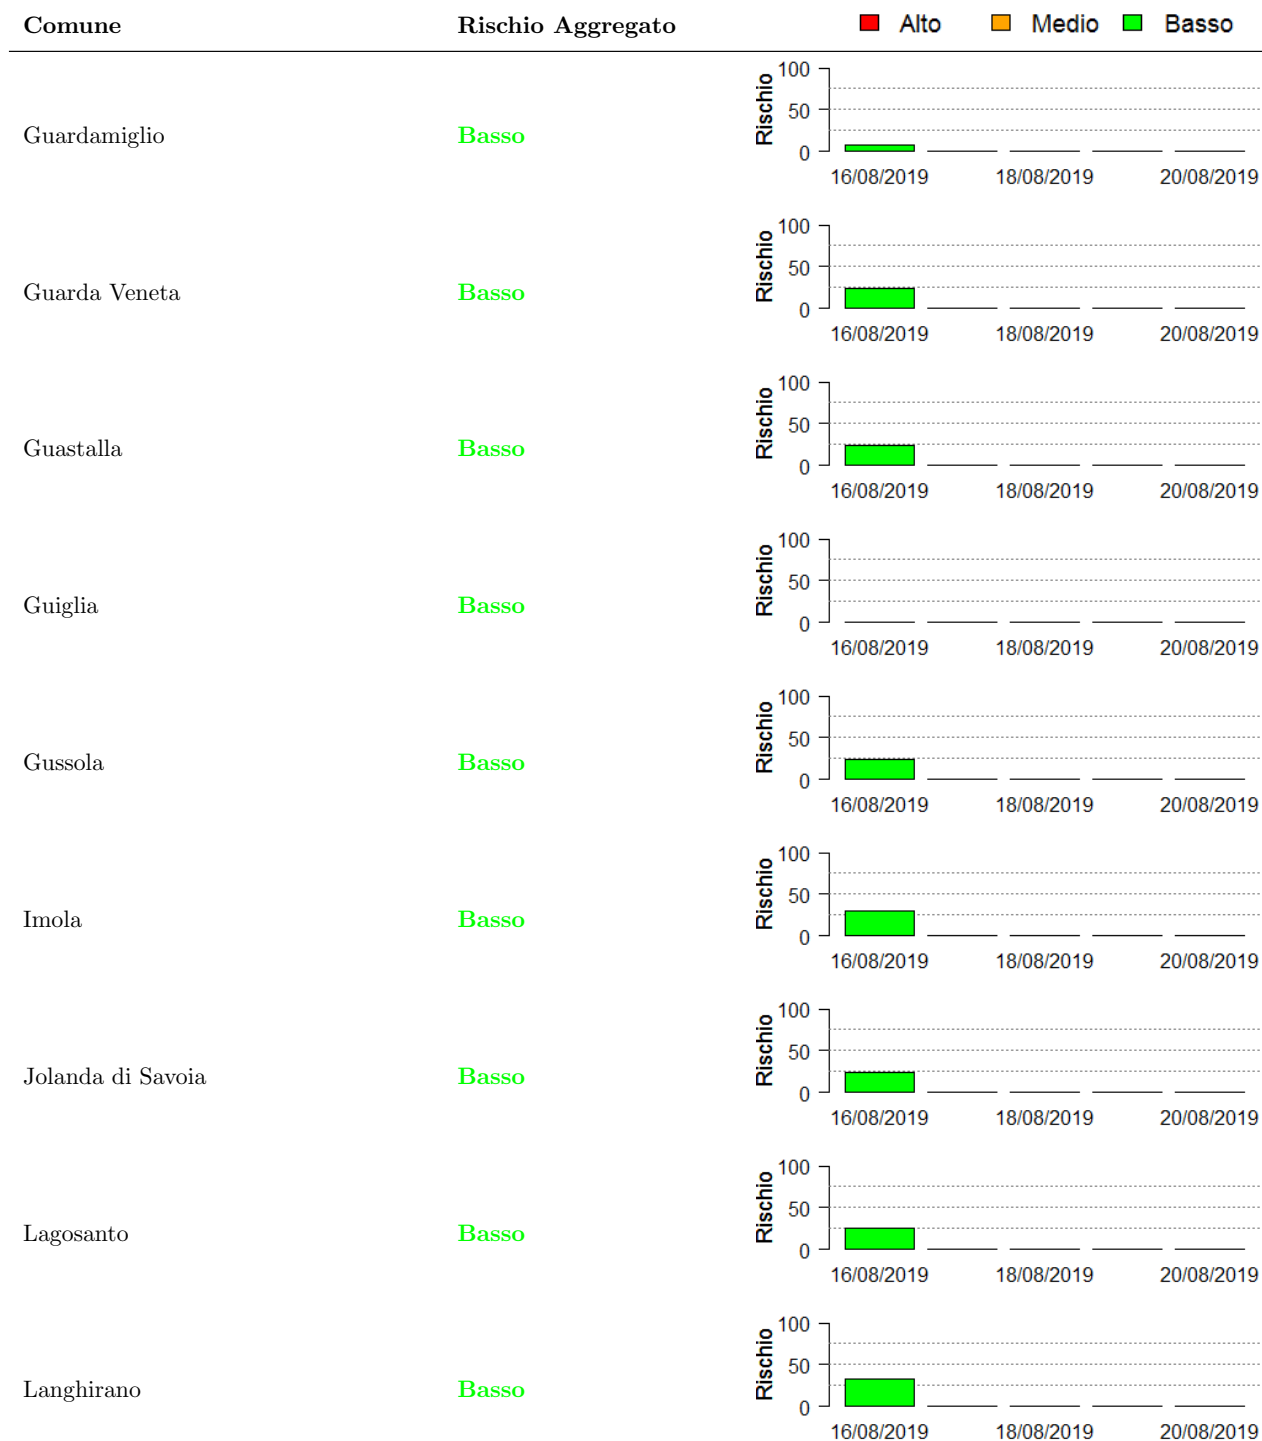 Comune Rischio Aggregato Alto Medio Basso
Guardamiglio Basso Rischio 100 50 0
16/08/2019 18/08/2019 20/08/2019
Guarda Veneta Basso Rischio 100 50 0
16/08/2019 18/08/2019 20/08/2019
Guastalla Basso Rischio 100 50 0
16/08/2019 18/08/2019 20/08/2019
Guiglia Basso Rischio 100 50 0
16/08/2019 18/08/2019 20/08/2019
Gussola Basso Rischio 100 50 0
16/08/2019 18/08/2019 20/08/2019
Imola Basso Rischio 100 50 0
16/08/2019 18/08/2019 20/08/2019
Jolanda di Savoia Basso Rischio 100 50 0
16/08/2019 18/08/2019 20/08/2019
Lagosanto Basso Rischio 100 50 0
16/08/2019 18/08/2019 20/08/2019
Langhirano Basso Rischio 100 50 0
16/08/2019 18/08/2019 20/08/2019